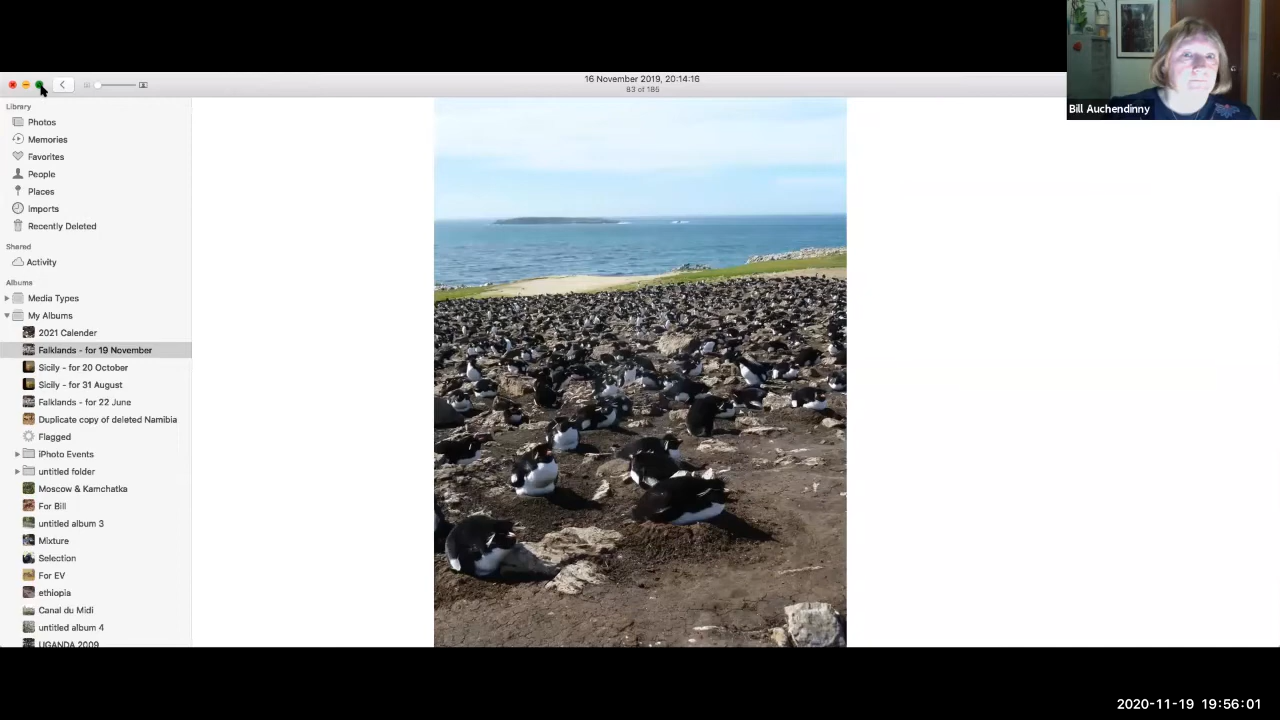 16 November 2019, 20:14:16
83 of 185
Bill Auchendinny
Library
Photos
Memories
Favorites
People
Places
Imports
Recently Deleted
Shared
Activity
Albums
Media Types
My Albums
2021 Calender
Falklands - for 19 November
Sicily - for 20 October
Sicily - for 31 August
Falklands - for 22 June
Duplicate copy of deleted Namibia
Flagged
iPhoto Events
untitled folder
Moscow & Kamchatka
For Bill
untitled album 3
Mixture
Selection
For EV
ethiopia
Canal du Midi
untitled album 4
UGANDA 2009
2020-11-19 19:56:01